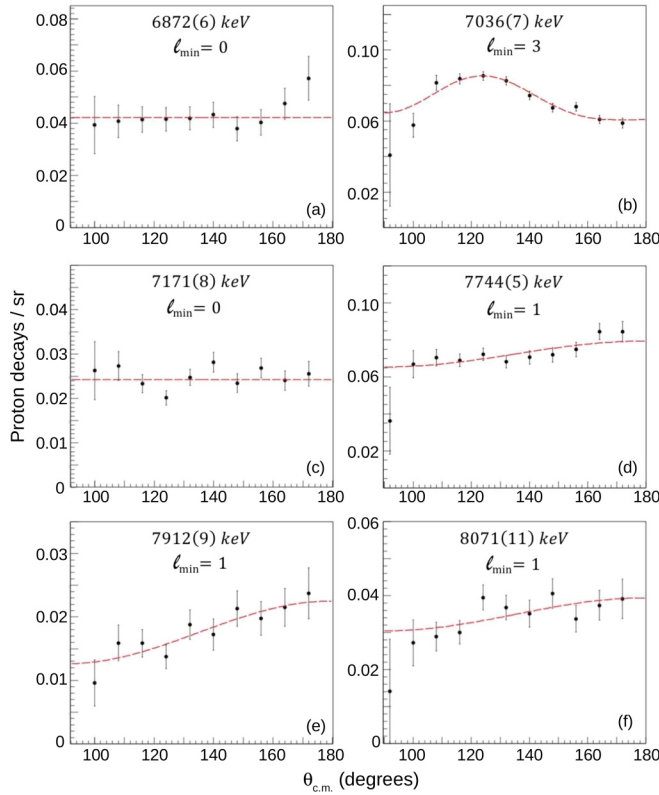 6872(6) keV
ℓmin= 0
0.08
0.06
0.04
0.02
0
(a)
100 120 140 160 180
7036(7) keV
ℓmin= 3
0.10
0.06
0.02
(b)
100 120 140 160 180
7171(8) keV
ℓmin= 0
0.04
0.03
0.02
0.01
0
(c)
100 120 140 160 180
7744(5) keV
ℓmin= 1
0.10
0.06
0.02
(d)
100 120 140 160 180
7912(9) keV
ℓmin= 1
0.03
0.02
0.01
0
(e)
100 120 140 160 180
8071(11) keV
ℓmin= 1
0.06
0.04
0.02
0
(f)
100 120 140 160 180
Proton decays / sr
θc.m. (degrees)